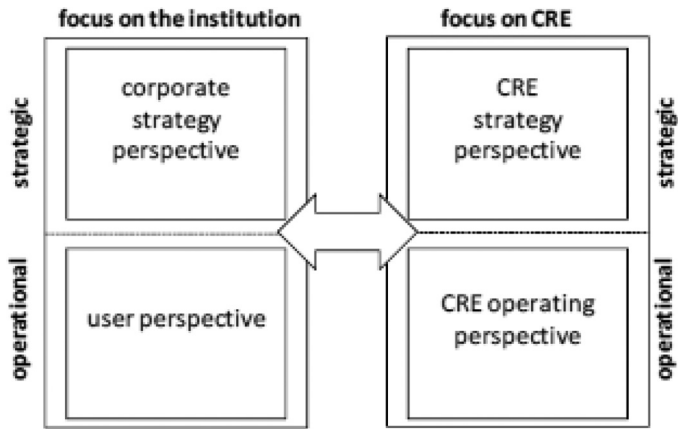 focus on the institution
focus on CRE
strategic
corporate
strategy
perspective
CRE
strategy
perspective
strategic
operational
user perspective
CRE operating
perspective
operational